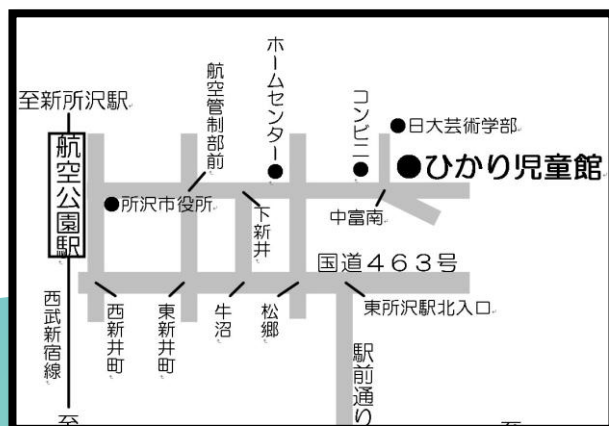 至新所沢駅
航空公園駅
西武新宿線
至
航空管制部前
ホームセンター
コンビニ
日大芸術学部
ひかり児童館
所沢市役所
下新井
中富南
国道４６３号
西新井町
東新井町
牛沼
松郷
東所沢駅北入口
駅前通り
至